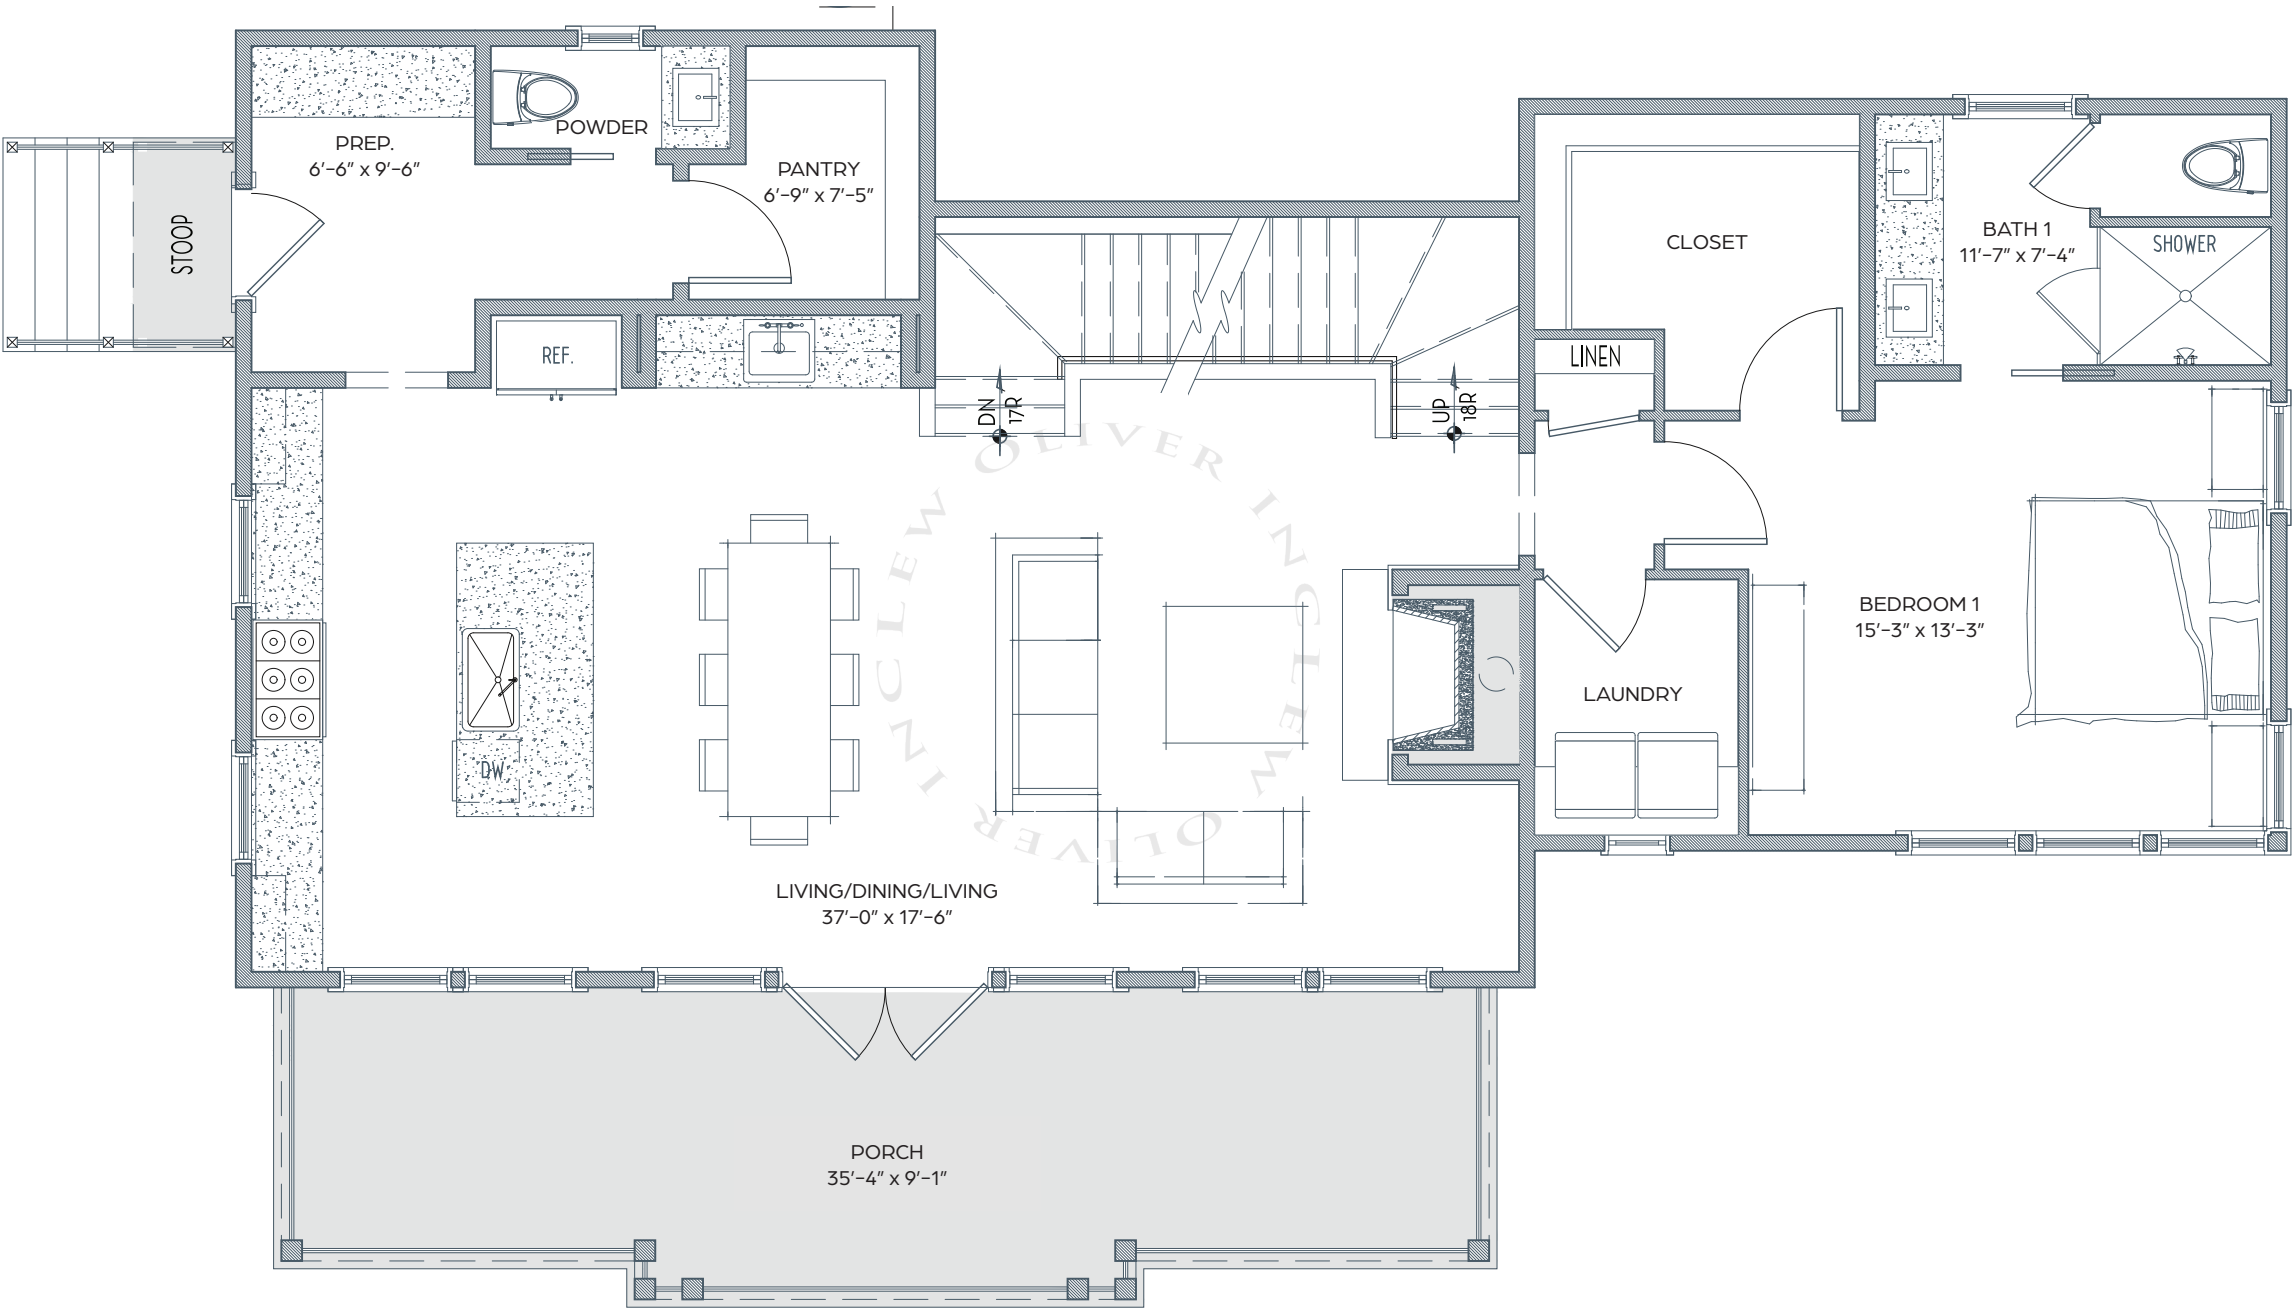 POWDER
PREP.
6'-6" x 9'-6"
PANTRY
6'-9" x 7'-5"
STOOP
CLOSET
BATH 1
11'-7" x 7'-4"
SHOWER
REF.
LINEN
DN
17R
UP
18R
OLIVER INCLEW OLIVER INCLEW
BEDROOM 1
15'-3" x 13'-3"
LAUNDRY
DW
LIVING/DINING/LIVING
37'-0" x 17'-6"
PORCH
35'-4" x 9'-1"